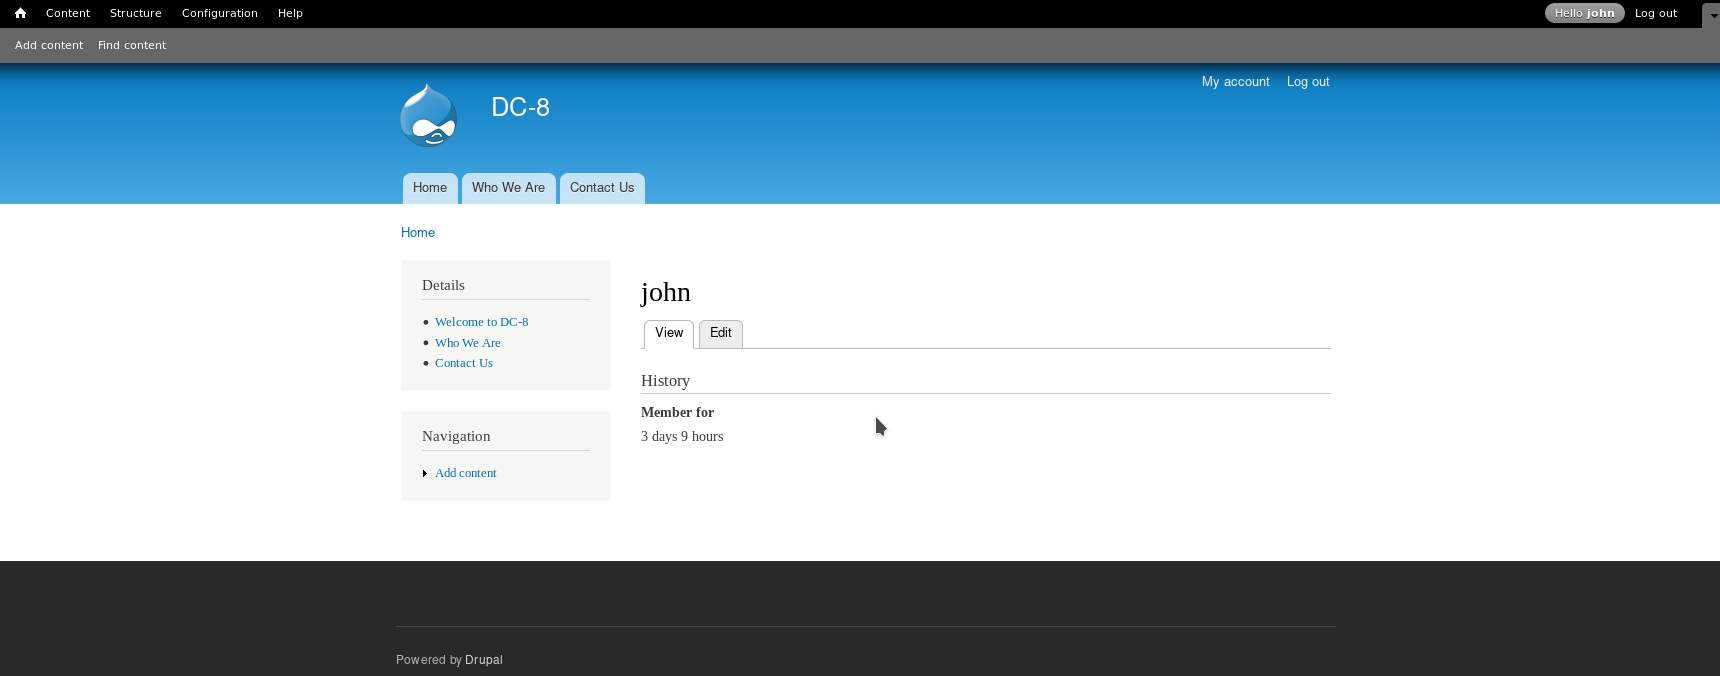 Content Structure Configuration Help Hello john Log out
Add content Find content
My account Log out
DC-8
Home Who We Are Contact Us
Home
Details
Welcome to DC-8
Who We Are
Contact Us
Navigation
Add content
john
View Edit
History
Member for
3 days 9 hours
Powered by Drupal